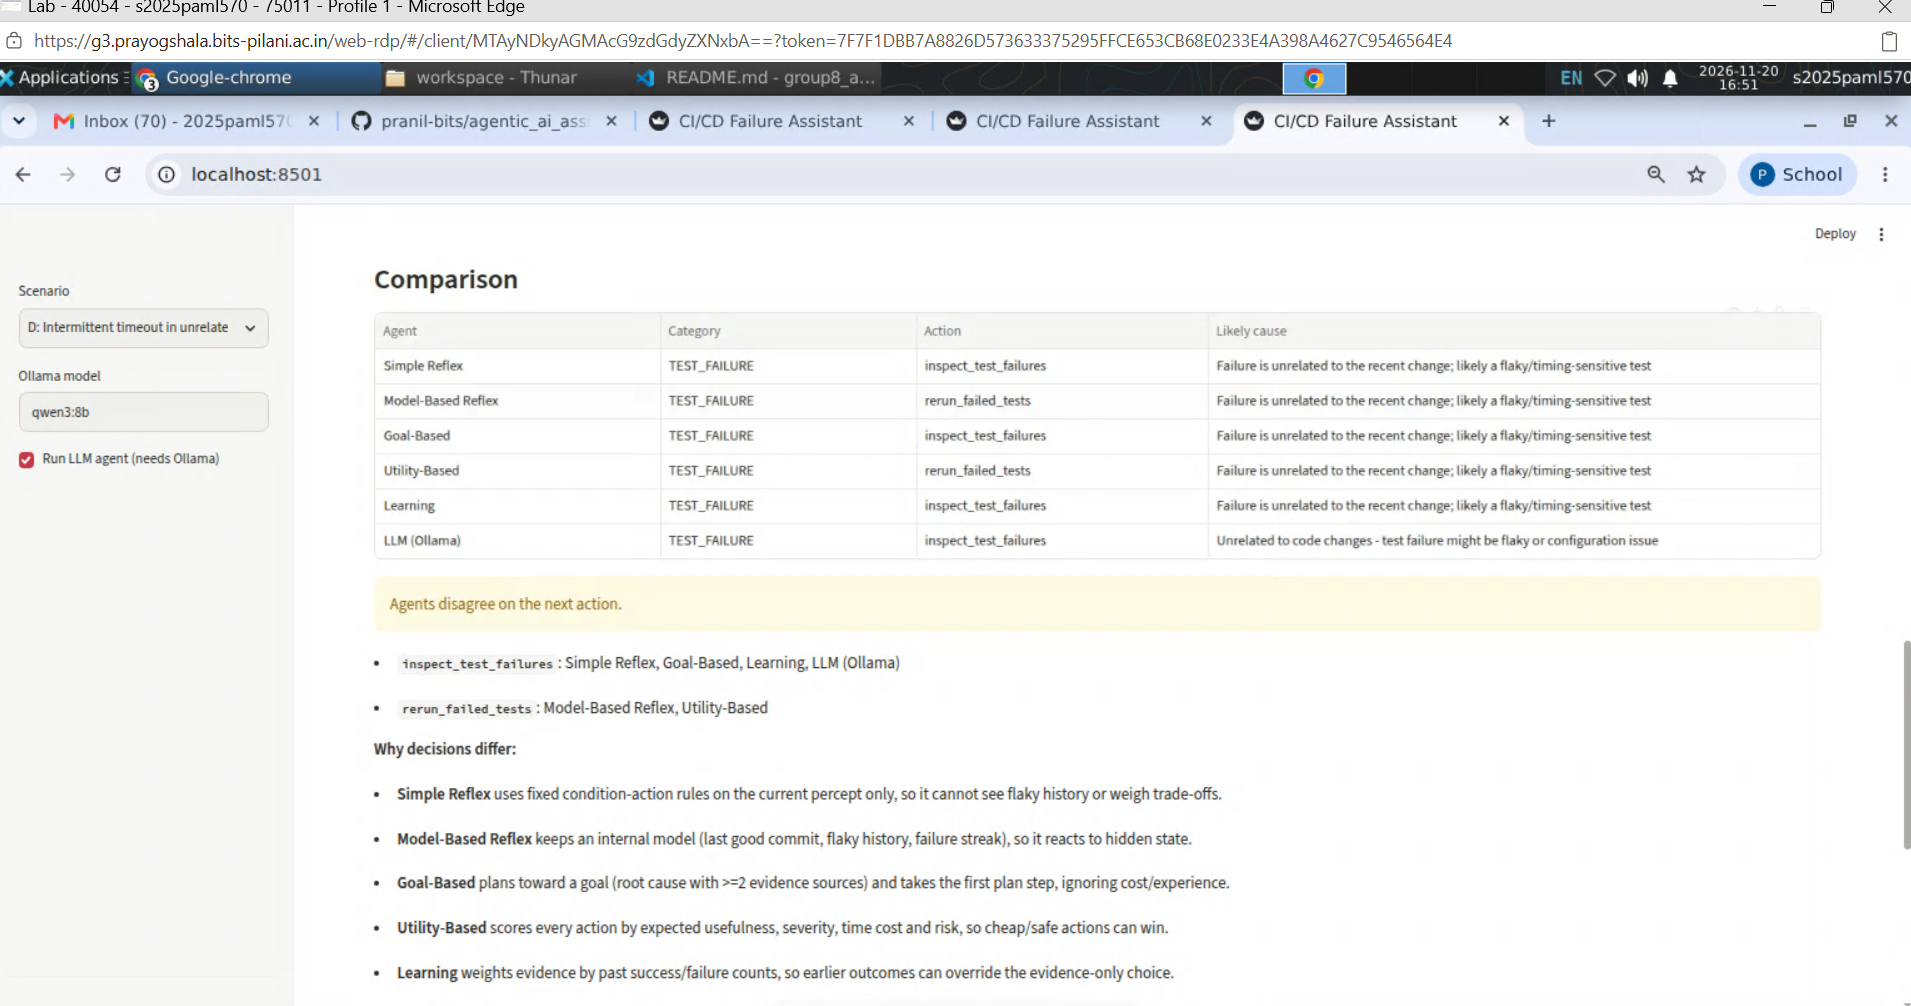 Lab - 40054 - s2025paml570 - 75011 - Profile 1 - Microsoft Edge
https://g3.prayogshala.bits-pilani.ac.in/web-rdp/#/client/MTAyNDkyAGMAcG9zdGdyZXNxbA==?token=7F7F1DBB7A8826D573633375295FFCE653CB68E0233E4A398A4627C9546564E4
Applications Google-chrome workspace - Thunar README.md - group8_a... EN 2026-11-20 16:51 s2025paml570
Inbox (70) - 2025paml570 pranil-bits/agentic_ai_assi CI/CD Failure Assistant CI/CD Failure Assistant CI/CD Failure Assistant
localhost:8501 P School
Deploy
Scenario
D: Intermittent timeout in unrelate
Ollama model
qwen3:8b
Run LLM agent (needs Ollama)
Comparison
Agent Category Action Likely cause
Simple Reflex TEST_FAILURE inspect_test_failures Failure is unrelated to the recent change; likely a flaky/timing-sensitive test
Model-Based Reflex TEST_FAILURE rerun_failed_tests Failure is unrelated to the recent change; likely a flaky/timing-sensitive test
Goal-Based TEST_FAILURE inspect_test_failures Failure is unrelated to the recent change; likely a flaky/timing-sensitive test
Utility-Based TEST_FAILURE rerun_failed_tests Failure is unrelated to the recent change; likely a flaky/timing-sensitive test
Learning TEST_FAILURE inspect_test_failures Failure is unrelated to the recent change; likely a flaky/timing-sensitive test
LLM (Ollama) TEST_FAILURE inspect_test_failures Unrelated to code changes - test failure might be flaky or configuration issue
Agents disagree on the next action.
• inspect_test_failures : Simple Reflex, Goal-Based, Learning, LLM (Ollama)
• rerun_failed_tests : Model-Based Reflex, Utility-Based
Why decisions differ:
• Simple Reflex uses fixed condition-action rules on the current percept only, so it cannot see flaky history or weigh trade-offs.
• Model-Based Reflex keeps an internal model (last good commit, flaky history, failure streak), so it reacts to hidden state.
• Goal-Based plans toward a goal (root cause with >=2 evidence sources) and takes the first plan step, ignoring cost/experience.
• Utility-Based scores every action by expected usefulness, severity, time cost and risk, so cheap/safe actions can win.
• Learning weights evidence by past success/failure counts, so earlier outcomes can override the evidence-only choice.